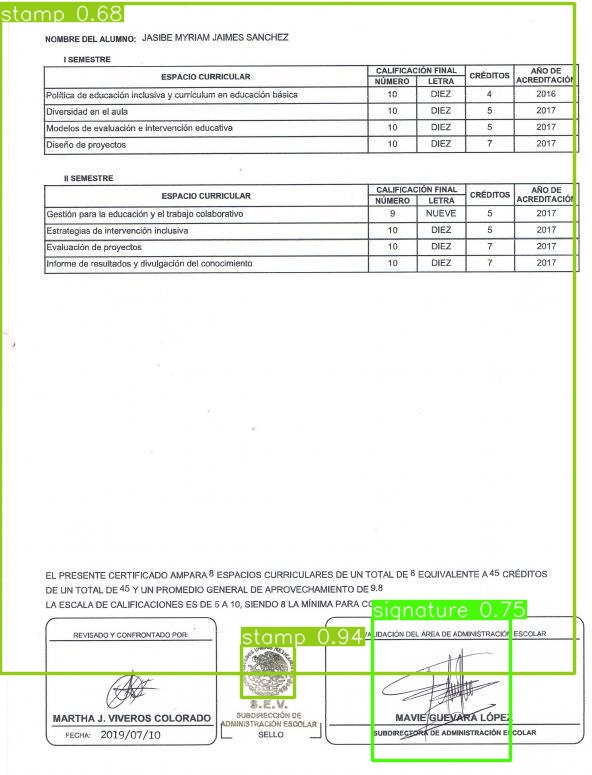 stamp 0.68
NOMBRE DEL ALUMNO: JASIBE MYRIAM JAIMES SANCHEZ
I SEMESTRE
ESPACIO CURRICULAR CALIFICACIÓN FINAL CRÉDITOS AÑO DE ACREDITACIÓN
NÚMERO LETRA
Política de educación inclusiva y currículum en educación básica 10 DIEZ 4 2016
Diversidad en el aula 10 DIEZ 5 2017
Modelos de evaluación e intervención educativa 10 DIEZ 5 2017
Diseño de proyectos 10 DIEZ 7 2017
II SEMESTRE
ESPACIO CURRICULAR CALIFICACIÓN FINAL CRÉDITOS AÑO DE ACREDITACIÓN
NÚMERO LETRA
Gestión para la educación y el trabajo colaborativo 9 NUEVE 5 2017
Estrategias de intervención inclusiva 10 DIEZ 5 2017
Evaluación de proyectos 10 DIEZ 7 2017
Informe de resultados y divulgación del conocimiento 10 DIEZ 7 2017
EL PRESENTE CERTIFICADO AMPARA 8 ESPACIOS CURRICULARES DE UN TOTAL DE 8 EQUIVALENTE A 45 CRÉDITOS
DE UN TOTAL DE 45 Y UN PROMEDIO GENERAL DE APROVECHAMIENTO DE 9.8
LA ESCALA DE CALIFICACIONES ES DE 5 A 10, SIENDO 8 LA MÍNIMA PARA
signature 0.75
REVISADO Y CONFRONTADO POR:
stamp 0.94
DEL ÁREA DE ADMINISTRACIÓN ESCOLAR
MARTHA J. VIVEROS COLORADO
FECHA: 2019/07/10
S.E.V.
SUBDIRECCIÓN DE
ADMINISTRACIÓN ESCOLAR
SELLO
MAVIE GUEVARA LÓPEZ
SUBDIRECTORA DE ADMINISTRACIÓN ESCOLAR